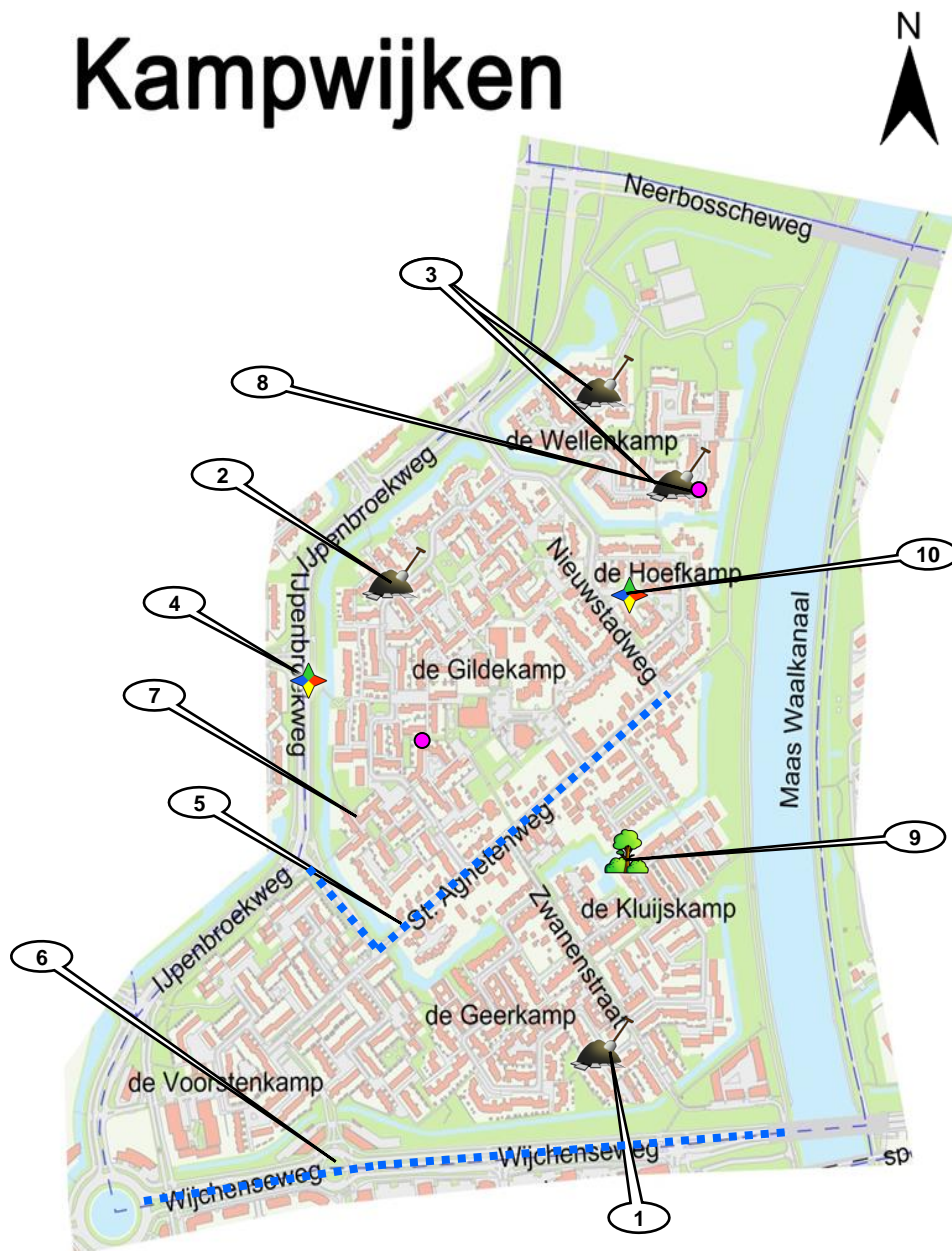 Kampwijken
N
Neerbosscheweg
3
8
de Wellenkamp
2
IJpenbroekweg
Nieuwstadweg
de Hoefkamp
10
4
IJpenbroekweg
de Gildekamp
Maas Waalkanaal
7
5
St. Agnetenweg
9
IJpenbroekweg
de Kluijskamp
Zwanenstraat
6
de Geerkamp
de Voorstenkamp
Wijchenseweg
Wijchenseweg
sp
1